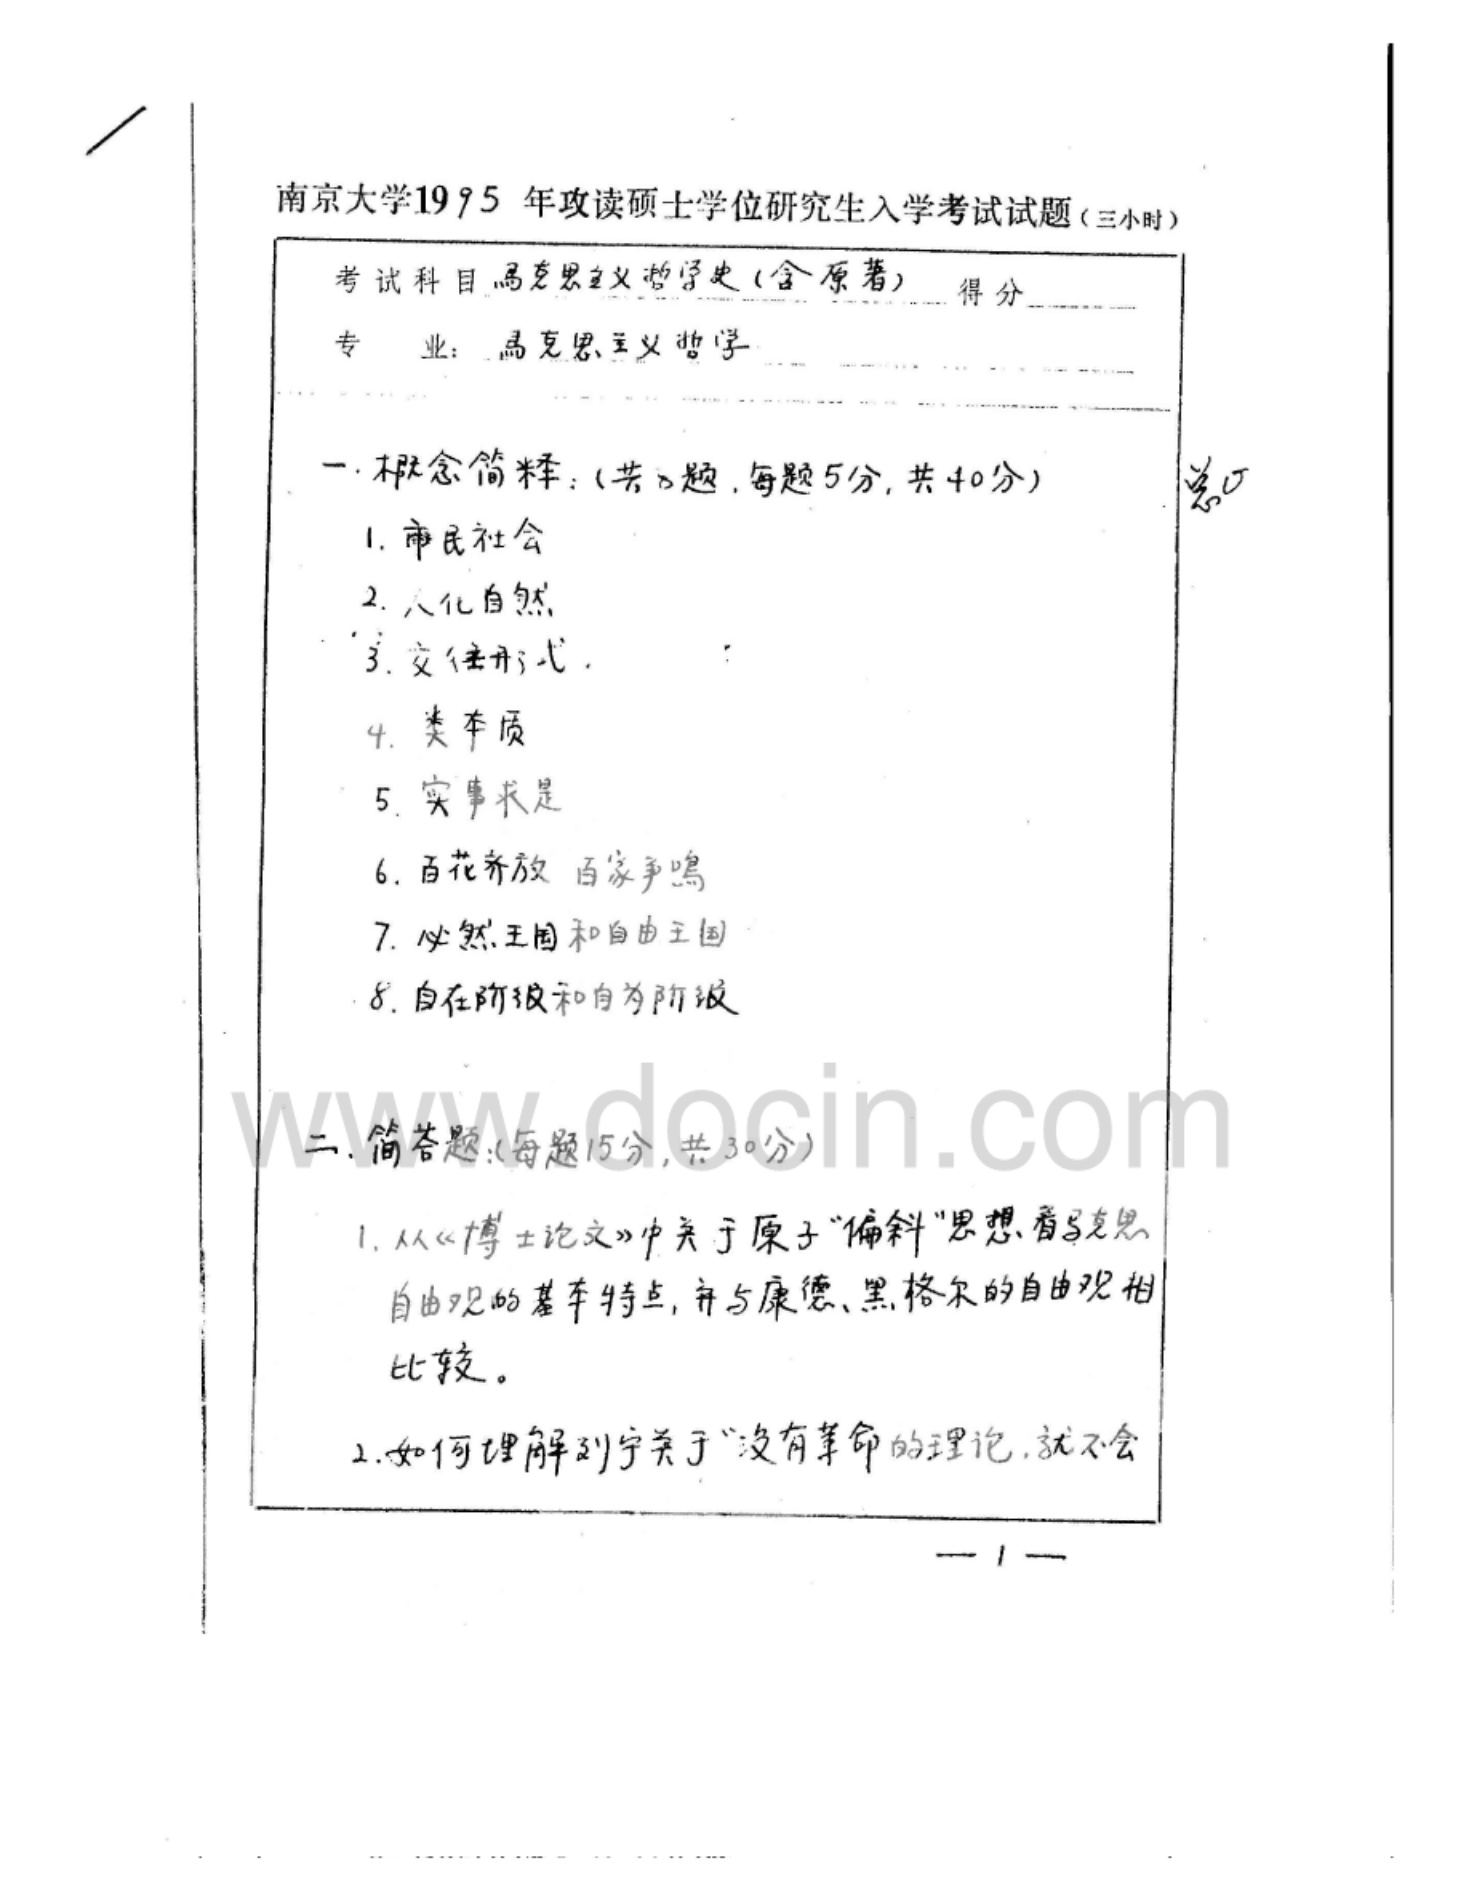 南京大学1995 年攻读硕士学位研究生入学考试试题(三小时)
考试科目 马克思主义哲学史(含原著) 得分
专 业: 马克思主义哲学
一.概念简释:(共8题,每题5分,共40分)
1. 市民社会
2. 人化自然
3. 交往形式.
4. 类本质
5. 实事求是
6. 百花齐放 百家争鸣
7. 必然王国和自由王国
8. 自在阶级和自为阶级
www.docin.com
二.简答题:(每题15分,共30分)
1. 从《博士论文》中关于原子“偏斜”思想看马克思
自由观的基本特点,并与康德、黑格尔的自由观相
比较。
2.如何理解列宁关于“没有革命的理论,就不会
— 1 —